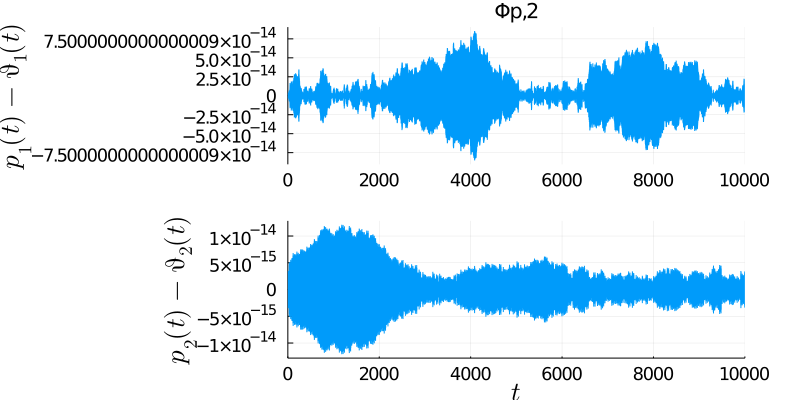 Φp,2
p₁(t) − ϑ₁(t)
7.5000000000000009×10⁻¹⁴
5.0×10⁻¹⁴
2.5×10⁻¹⁴
0
−2.5×10⁻¹⁴
−5.0×10⁻¹⁴
−7.5000000000000009×10⁻¹⁴
0 2000 4000 6000 8000 10000
p₂(t) − ϑ₂(t)
1×10⁻¹⁴
5×10⁻¹⁵
0
−5×10⁻¹⁵
−1×10⁻¹⁴
0 2000 4000 6000 8000 10000
t